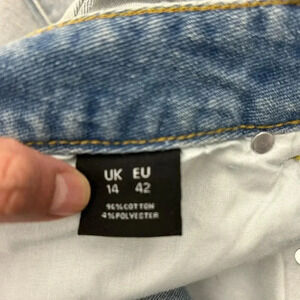 UK EU
14 42
96%COTTON
4%POLYESTER